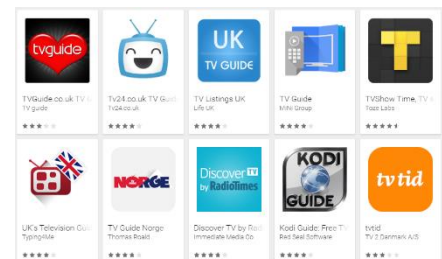 tvguide
UK
TV GUIDE
T
TVGuide.co.uk TV
TV guide
Tv24.co.uk TV Guid
Tv24.co.uk
TV Listings UK
Life UK
TV Guide
MINI Group
TVShow Time, TV
Toze Labs
NORGE
Discover TV
by RadioTimes
KODI
GUIDE
tvtid
UK's Television Gui
Typing4Me
TV Guide Norge
Thomas Roald
Discover TV by Rad
Immediate Media Co
Kodi Guide: Free T
Red Seal Software
tvtid
TV 2 Danmark A/S